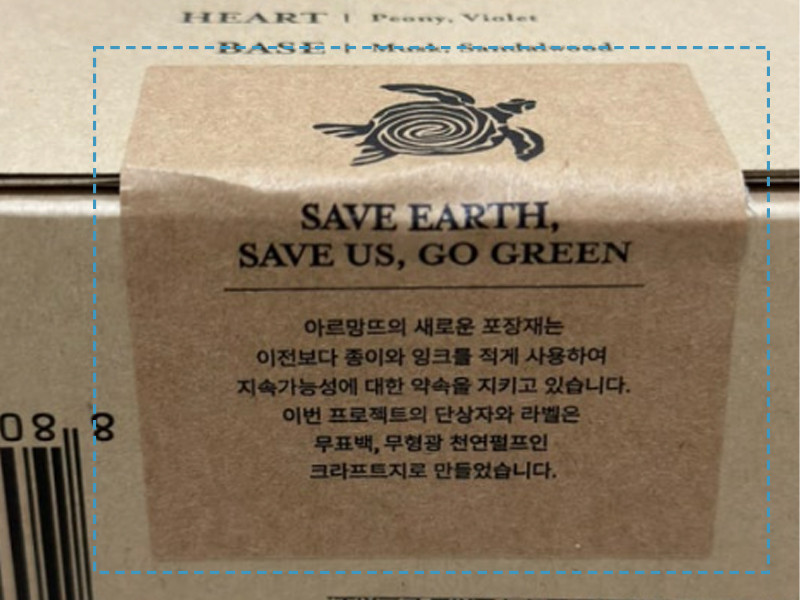 HEART | Peony, Violet
BASE | Musk, Sandalwood
SAVE EARTH,
SAVE US, GO GREEN
아르망뜨의 새로운 포장재는
이전보다 종이와 잉크를 적게 사용하여
지속가능성에 대한 약속을 지키고 있습니다.
이번 프로젝트의 단상자와 라벨은
무표백, 무형광 천연펄프인
크라프트지로 만들었습니다.
8 80